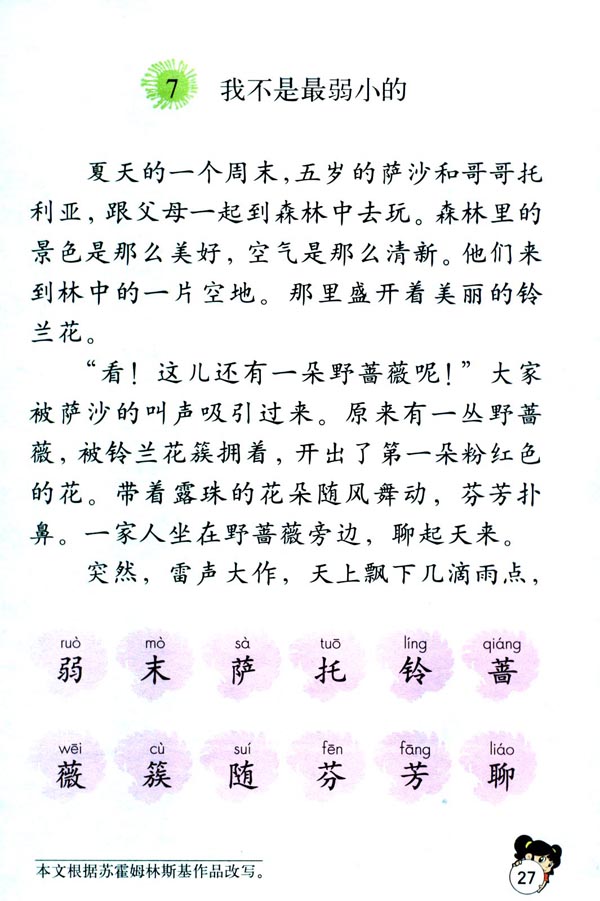 7 我不是最弱小的
夏天的一个周末，五岁的萨沙和哥哥托
利亚，跟父母一起到森林中去玩。森林里的
景色是那么美好，空气是那么清新。他们来
到林中的一片空地。那里盛开着美丽的铃
兰花。
“看！这儿还有一朵野蔷薇呢！”大家
被萨沙的叫声吸引过来。原来有一丛野蔷
薇，被铃兰花簇拥着，开出了第一朵粉红色
的花。带着露珠的花朵随风舞动，芬芳扑
鼻。一家人坐在野蔷薇旁边，聊起天来。
突然，雷声大作，天上飘下几滴雨点，
ruò mò sà tuō líng qiáng
弱 末 萨 托 铃 蔷
wēi cù suí fēn fāng liáo
薇 簇 随 芬 芳 聊
本文根据苏霍姆林斯基作品改写。
27